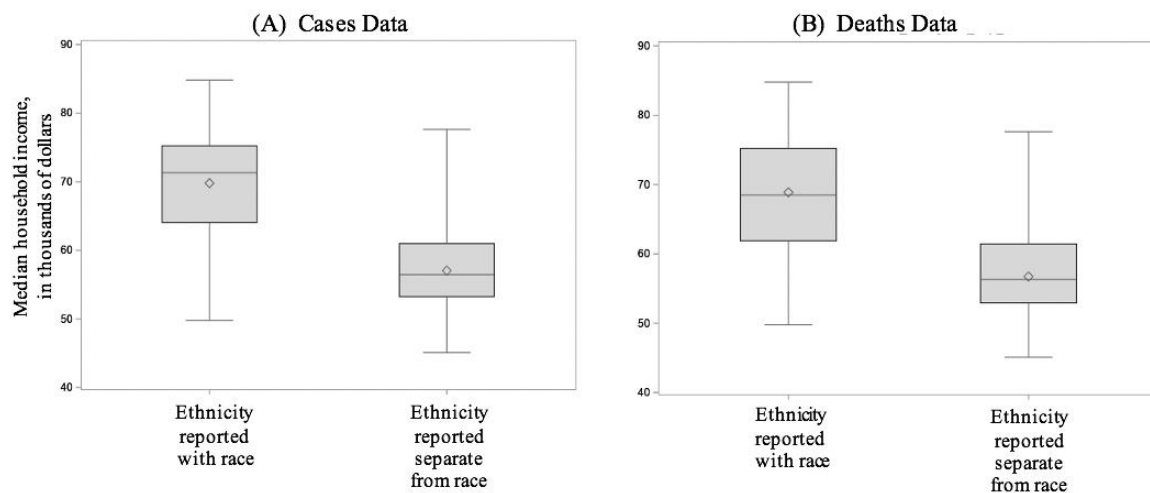 (A) Cases Data
Median household income,
in thousands of dollars
90
80
70
60
50
40
Ethnicity
reported
with race
Ethnicity
reported
separate
from race
(B) Deaths Data
90
80
70
60
50
40
Ethnicity
reported
with race
Ethnicity
reported
separate
from race